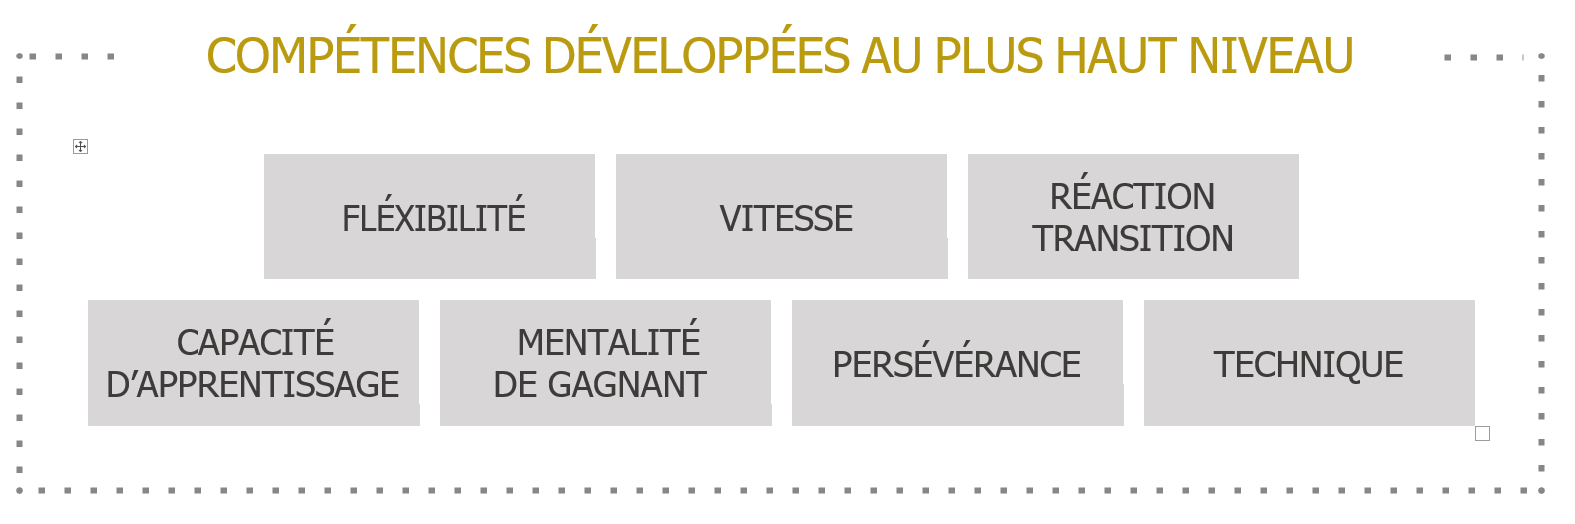 COMPÉTENCES DÉVELOPPÉES AU PLUS HAUT NIVEAU
FLÉXIBILITÉ
VITESSE
RÉACTION
TRANSITION
CAPACITÉ
D’APPRENTISSAGE
MENTALITÉ
DE GAGNANT
PERSÉVÉRANCE
TECHNIQUE